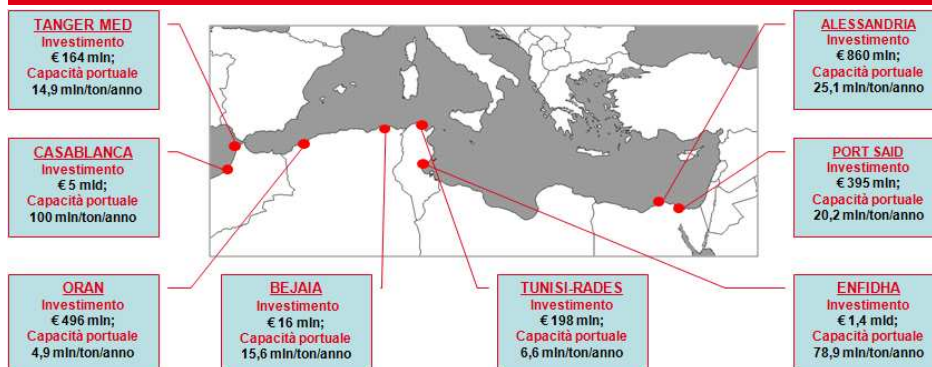 TANGER MED
Investimento
€ 164 mln;
Capacità portuale
14,9 mln/ton/anno
ALESSANDRIA
Investimento
€ 860 mln;
Capacità portuale
25,1 mln/ton/anno
CASABLANCA
Investimento
€ 5 mld;
Capacità portuale
100 mln/ton/anno
PORT SAID
Investimento
€ 395 mln;
Capacità portuale
20,2 mln/ton/anno
ORAN
Investimento
€ 496 mln;
Capacità portuale
4,9 mln/ton/anno
BEJAIA
Investimento
€ 16 mln;
Capacità portuale
15,6 mln/ton/anno
TUNISI-RADES
Investimento
€ 198 mln;
Capacità portuale
6,6 mln/ton/anno
ENFIDHA
Investimento
€ 1,4 mld;
Capacità portuale
78,9 mln/ton/anno